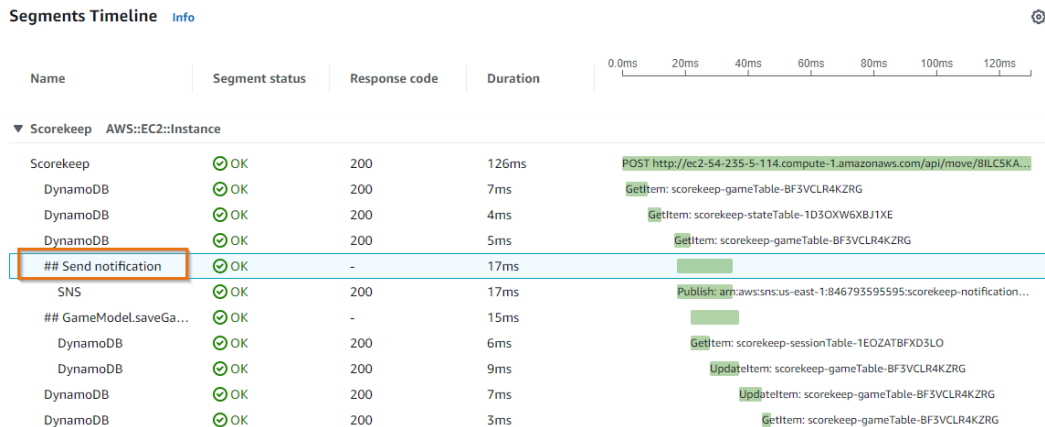 Segments Timeline Info
0.0ms 20ms 40ms 60ms 80ms 100ms 120ms
Name Segment status Response code Duration
Scorekeep AWS::EC2::Instance
Scorekeep OK 200 126ms POST http://ec2-54-235-5-114.compute-1.amazonaws.com/api/move/8ILC5KA...
DynamoDB OK 200 7ms GetItem: scorekeep-gameTable-BF3VCLR4KZRG
DynamoDB OK 200 4ms GetItem: scorekeep-stateTable-1D3OXW6XBJ1XE
DynamoDB OK 200 5ms GetItem: scorekeep-gameTable-BF3VCLR4KZRG
## Send notification OK - 17ms
SNS OK 200 17ms Publish: arn:aws:sns:us-east-1:846793595595:scorekeep-notification...
## GameModel.saveGa... OK - 15ms
DynamoDB OK 200 6ms GetItem: scorekeep-sessionTable-1EOZATBFXD3LO
DynamoDB OK 200 9ms UpdateItem: scorekeep-gameTable-BF3VCLR4KZRG
DynamoDB OK 200 7ms UpdateItem: scorekeep-gameTable-BF3VCLR4KZRG
DynamoDB OK 200 3ms GetItem: scorekeep-gameTable-BF3VCLR4KZRG